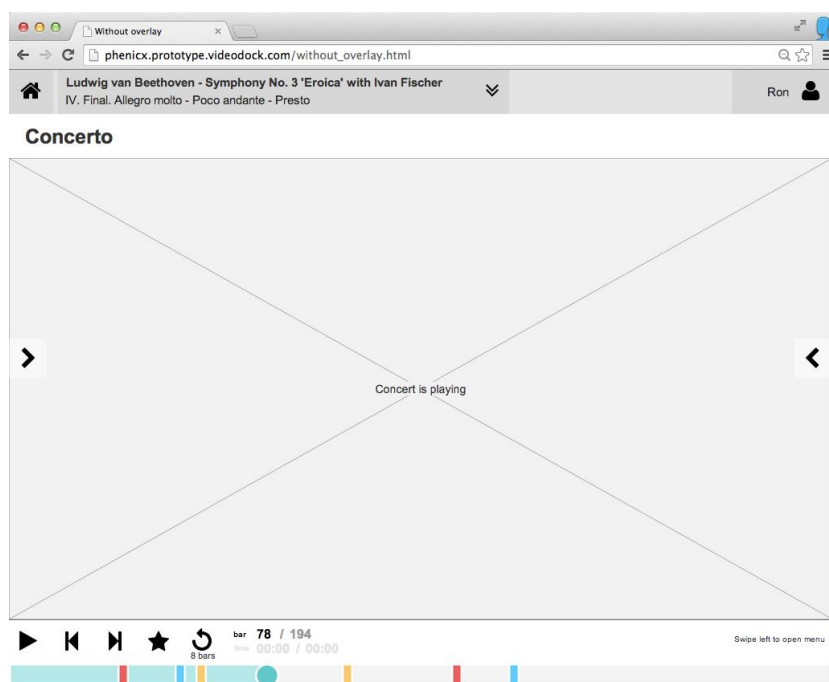 Without overlay
phenicx.prototype.videodock.com/without_overlay.html
Ludwig van Beethoven - Symphony No. 3 'Eroica' with Ivan Fischer
IV. Final. Allegro molto - Poco andante - Presto
Ron
Concerto
Concert is playing
bar 78 / 194
time 00:00 / 00:00
8 bars
Swipe left to open menu